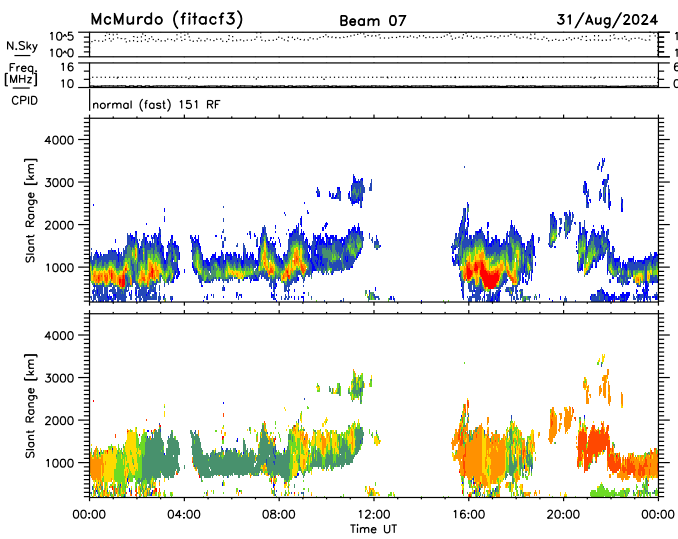 McMurdo (fitacf3) Beam 07 31/Aug/2024
N.Sky 10^5 10^0 1 1
Freq. [MHz] 16 10 6 0
CPID normal (fast) 151 RF
Slant Range [km] 4000 3000 2000 1000
Slant Range [km] 4000 3000 2000 1000
00:00 04:00 08:00 12:00 16:00 20:00 00:00
Time UT